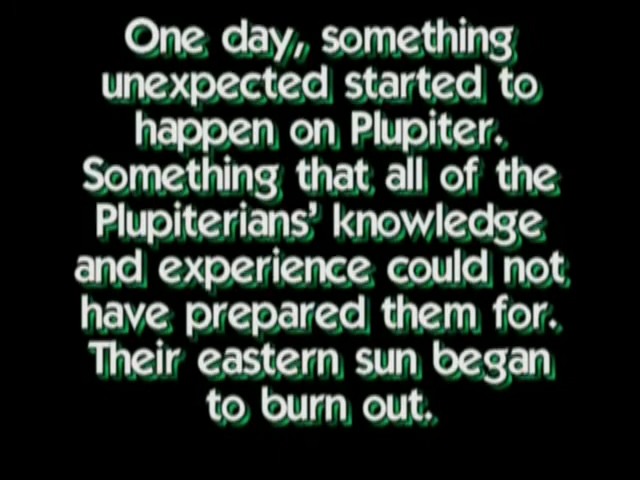 One day, something
unexpected started to
happen on Plupiter.
Something that all of the
Plupiterians' knowledge
and experience could not
have prepared them for.
Their eastern sun began
to burn out.